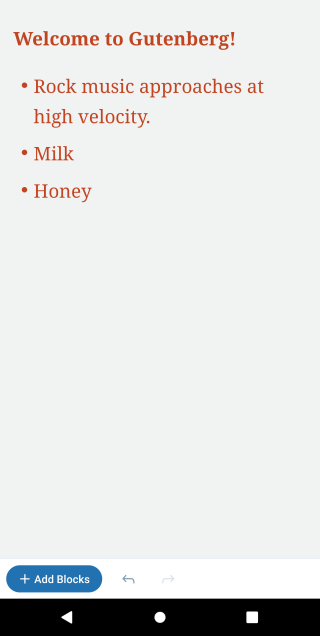 Welcome to Gutenberg!
• Rock music approaches at
high velocity.
• Milk
• Honey
+ Add Blocks